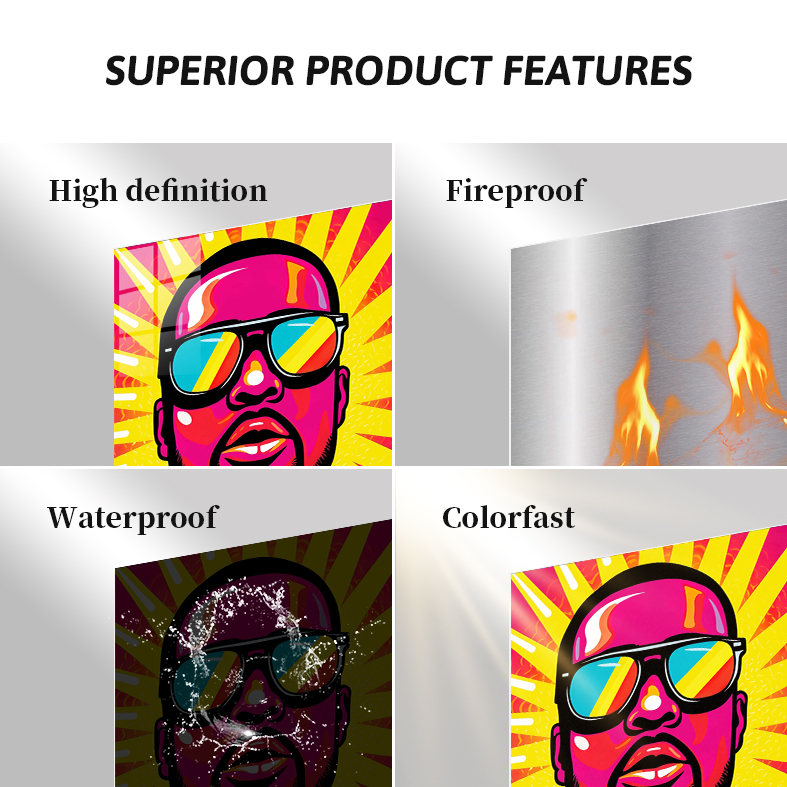 SUPERIOR PRODUCT FEATURES
High definition
Fireproof
Waterproof
Colorfast